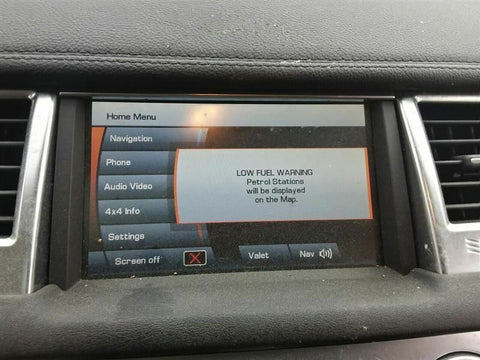 Home Menu
Navigation
Phone
Audio Video
4x4 Info
Settings
LOW FUEL WARNING
Petrol Stations
will be displayed
on the Map.
Screen off
Valet
Nav